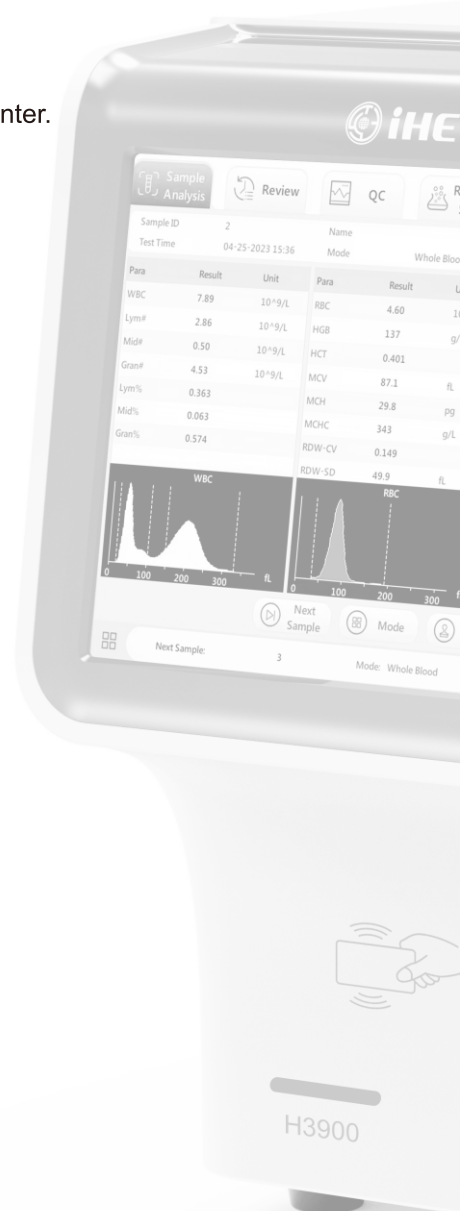 nter.
iHE
Sample
Analysis
Review
QC
R
Sample ID 2 Name
Test Time 04-25-2023 15:36 Mode Whole Bloo
Para Result Unit Para Result U
WBC 7.89 10^9/L RBC 4.60 10
Lym# 2.86 10^9/L HGB 137 g/
Mid# 0.50 10^9/L HCT 0.401
Gran# 4.53 10^9/L MCV 87.1 fL
Lym% 0.363 MCH 29.8 pg
Mid% 0.063 MCHC 343 g/L
Gran% 0.574 RDW-CV 0.149
RDW-SD 49.9 fL
WBC RBC
0 100 200 300 fL 0 100 200 300 f
Next
Sample
Mode
Next Sample: 3 Mode: Whole Blood
H3900